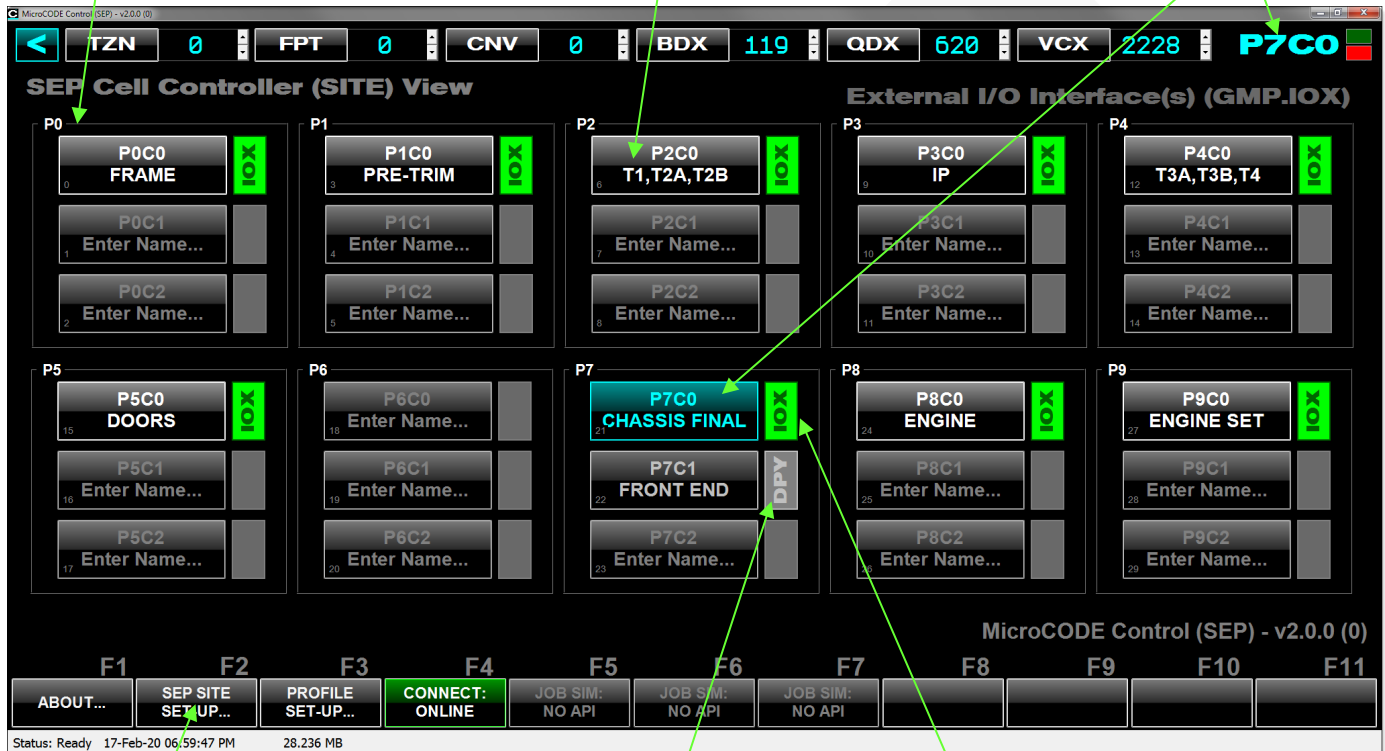 MicroCODE Control (SEP) - v2.0.0 (0)
< TZN 0 FPT 0 CNV 0 BDX 119 QDX 620 VCX 2228 P7C0
SEP Cell Controller (SITE) View
External I/O Interface(s) (GMP.IOX)
P0
P0C0
FRAME
0
IOX
P0C1
Enter Name...
1
P0C2
Enter Name...
2
P1
P1C0
PRE-TRIM
3
IOX
P1C1
Enter Name...
4
P1C2
Enter Name...
5
P2
P2C0
T1,T2A,T2B
6
IOX
P2C1
Enter Name...
7
P2C2
Enter Name...
8
P3
P3C0
IP
9
IOX
P3C1
Enter Name...
10
P3C2
Enter Name...
11
P4
P4C0
T3A,T3B,T4
12
IOX
P4C1
Enter Name...
13
P4C2
Enter Name...
14
P5
P5C0
DOORS
15
IOX
P5C1
Enter Name...
16
P5C2
Enter Name...
17
P6
P6C0
Enter Name...
18
P6C1
Enter Name...
19
P6C2
Enter Name...
20
P7
P7C0
CHASSIS FINAL
21
IOX
P7C1
FRONT END
22
DPY
P7C2
Enter Name...
23
P8
P8C0
ENGINE
24
IOX
P8C1
Enter Name...
25
P8C2
Enter Name...
26
P9
P9C0
ENGINE SET
27
IOX
P9C1
Enter Name...
28
P9C2
Enter Name...
29
MicroCODE Control (SEP) - v2.0.0 (0)
F1 F2 F3 F4 F5 F6 F7 F8 F9 F10 F11
ABOUT...
SEP SITE
SET-UP...
PROFILE
SET-UP...
CONNECT:
ONLINE
JOB SIM:
NO API
JOB SIM:
NO API
JOB SIM:
NO API
Status: Ready 17-Feb-20 06:59:47 PM 28.236 MB